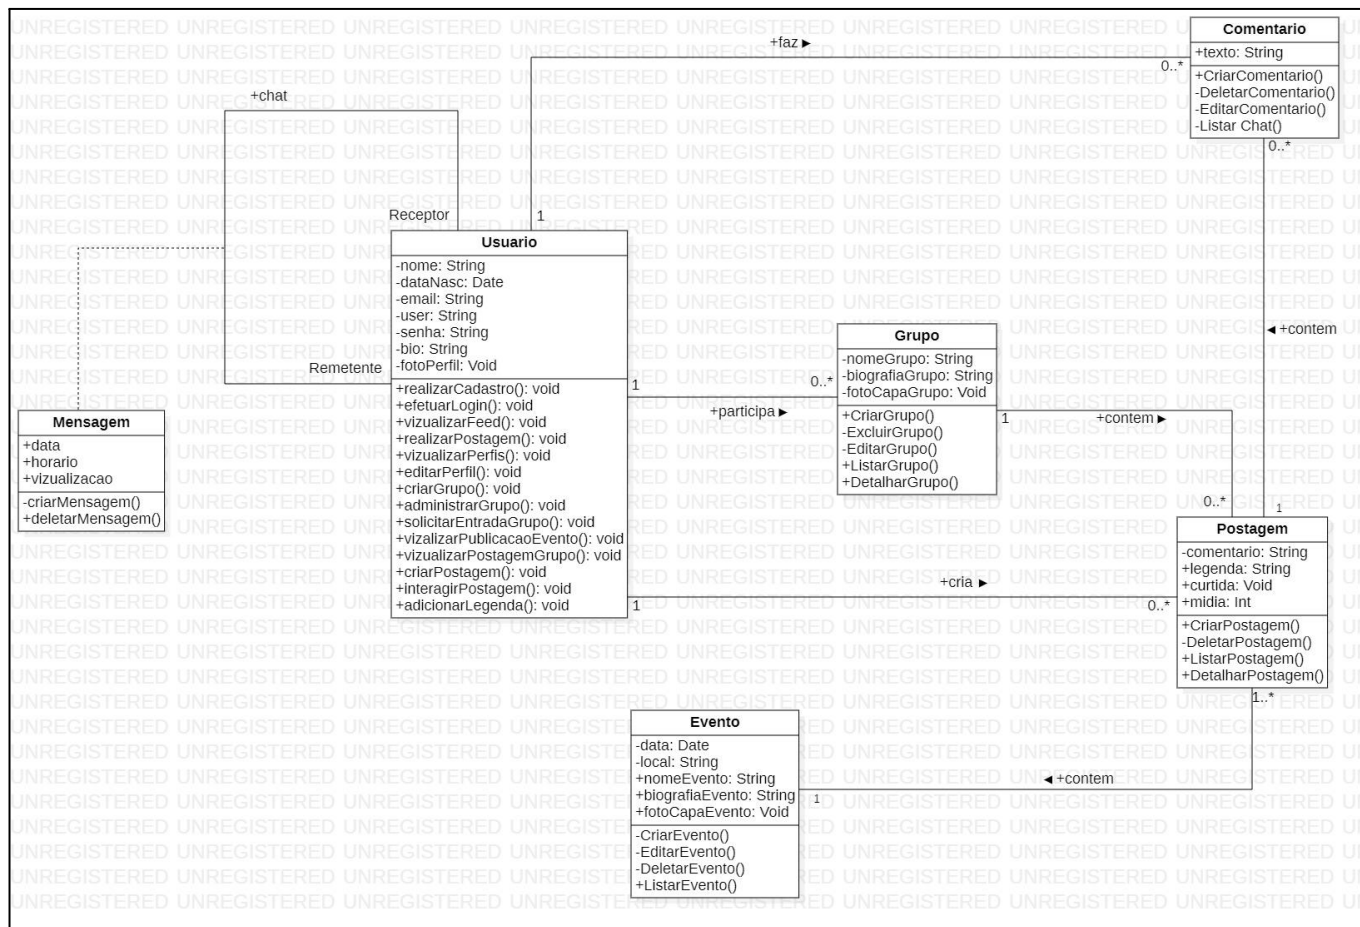 +faz ►
0..*
Comentario
+texto: String
+CriarComentario()
-DeletarComentario()
-EditarComentario()
-Listar Chat()
0..*
+chat
Receptor
1
Remetente
Usuario
-nome: String
-dataNasc: Date
-email: String
-user: String
-senha: String
-bio: String
-fotoPerfil: Void
+realizarCadastro(): void
+efetuarLogin(): void
+vizualizarFeed(): void
+realizarPostagem(): void
+vizualizarPerfis(): void
+editarPerfil(): void
+criarGrupo(): void
+administrarGrupo(): void
+solicitarEntradaGrupo(): void
+vizalizarPublicacaoEvento(): void
+vizualizarPostagemGrupo(): void
+criarPostagem(): void
+interagirPostagem(): void
+adicionarLegenda(): void
Mensagem
+data
+horario
+vizualizacao
-criarMensagem()
+deletarMensagem()
1
+participa ►
0..*
Grupo
-nomeGrupo: String
-biografiaGrupo: String
-fotoCapaGrupo: Void
+CriarGrupo()
-ExcluirGrupo()
-EditarGrupo()
+ListarGrupo()
+DetalharGrupo()
◄ +contem
1
+contem ►
0..*
1
Postagem
-comentario: String
+legenda: String
+curtida: Void
+midia: Int
+CriarPostagem()
-DeletarPostagem()
+ListarPostagem()
+DetalharPostagem()
+cria ►
1
0..*
1..*
◄ +contem
1
Evento
-data: Date
-local: String
+nomeEvento: String
+biografiaEvento: String
+fotoCapaEvento: Void
-CriarEvento()
-EditarEvento()
-DeletarEvento()
+ListarEvento()
UNREGISTERED